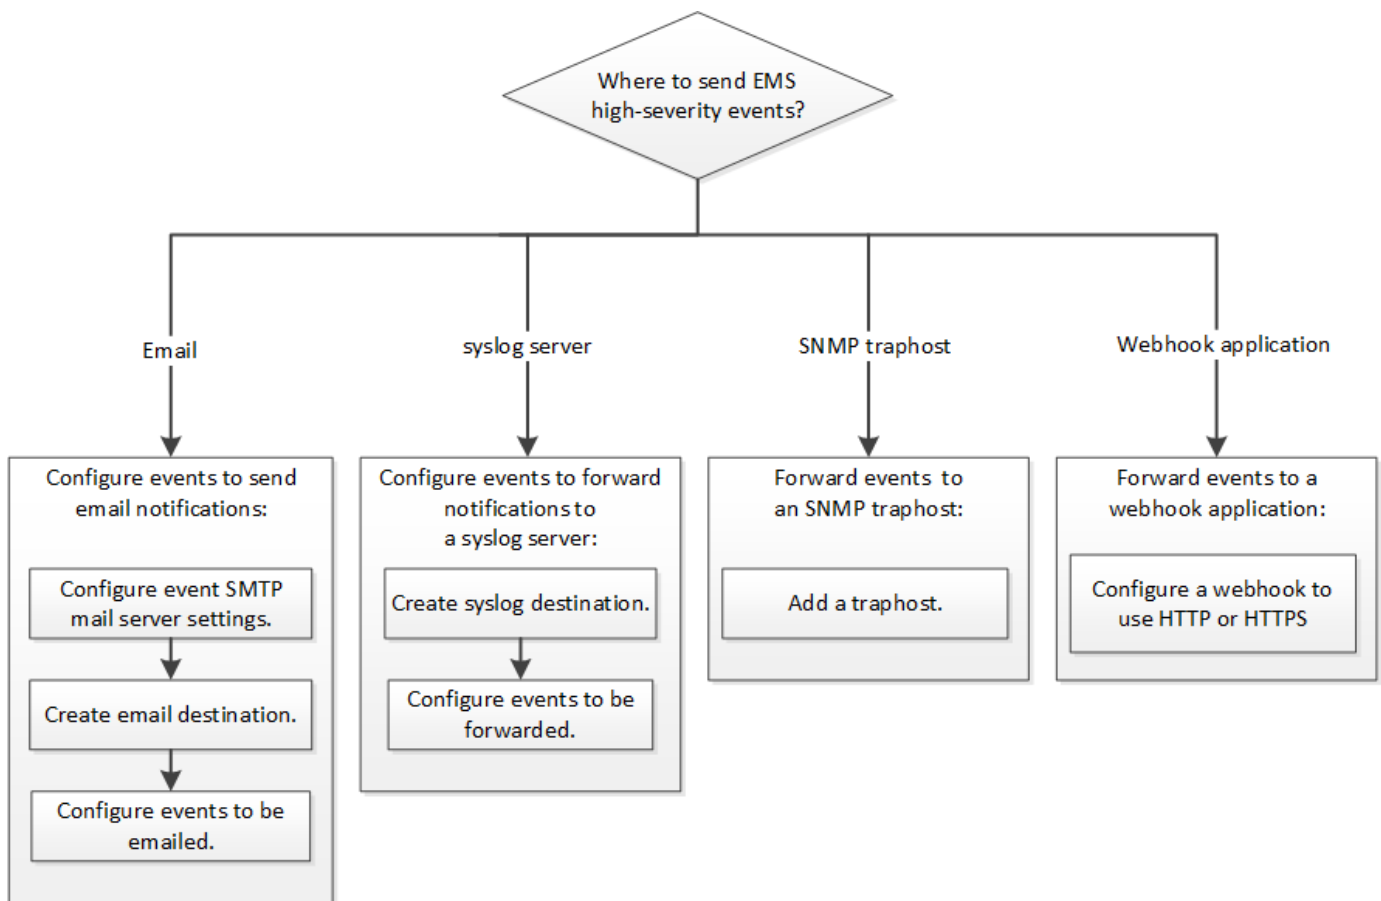 Where to send EMS
high-severity events?
Email
syslog server
SNMP traphost
Webhook application
Configure events to send
email notifications:
Configure event SMTP
mail server settings.
Create email destination.
Configure events to be
emailed.
Configure events to forward
notifications to
a syslog server:
Create syslog destination.
Configure events to be
forwarded.
Forward events to
an SNMP traphost:
Add a traphost.
Forward events to a
webhook application:
Configure a webhook to
use HTTP or HTTPS